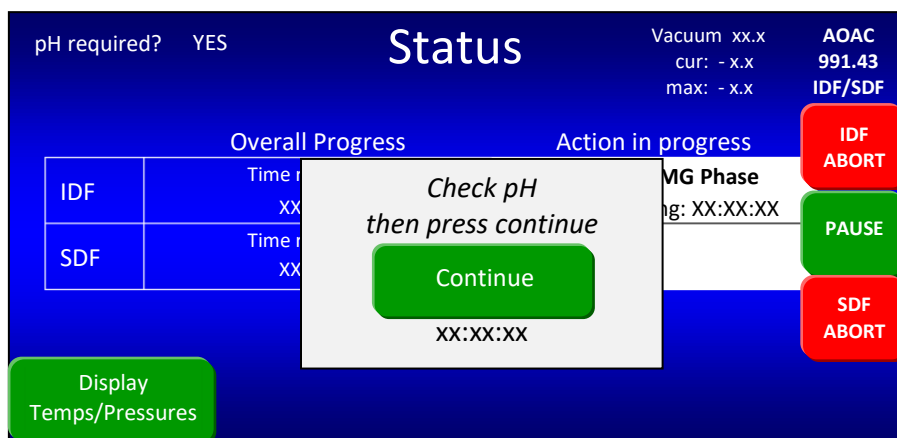 pH required? YES
Status
Vacuum xx.x
cur: - x.x
max: - x.x
AOAC
991.43
IDF/SDF
Overall Progress
Action in progress
IDF
ABORT
IDF
Time
XX
MG Phase
XX:XX:XX
Check pH
then press continue
PAUSE
SDF
Time
XX
Continue
xx:xx:xx
SDF
ABORT
Display
Temps/Pressures